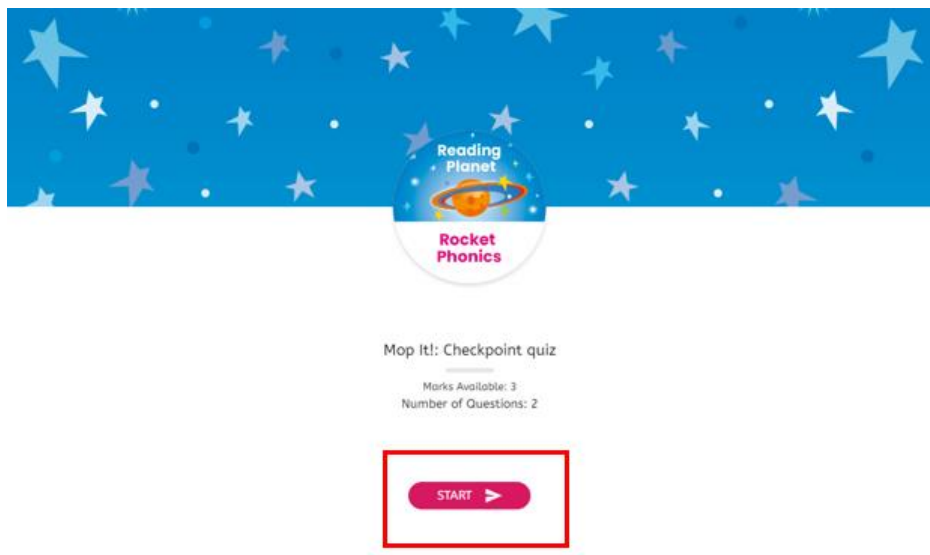 Reading
Planet
Rocket
Phonics
Mop It!: Checkpoint quiz
Marks Available: 3
Number of Questions: 2
START